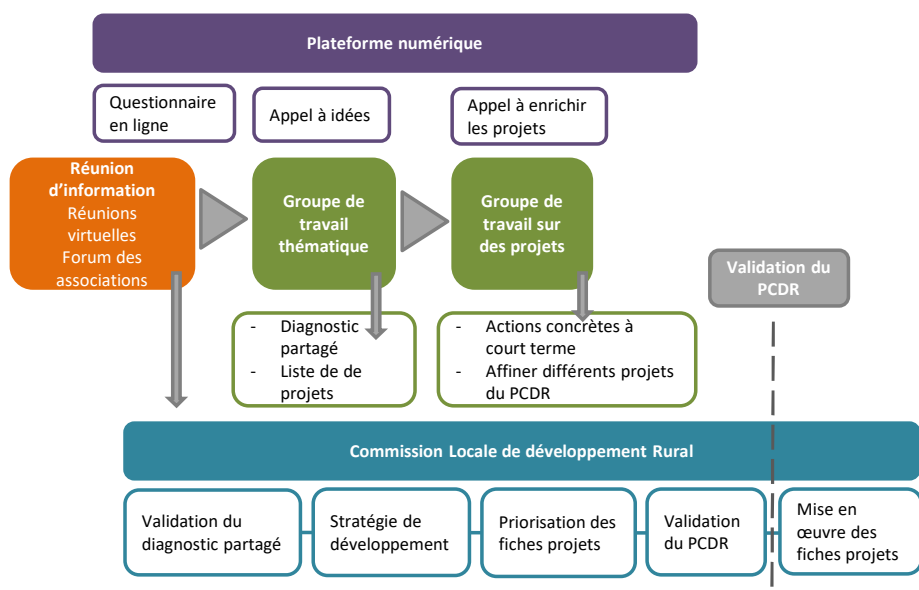 Plateforme numérique
Questionnaire
en ligne
Appel à idées
Appel à enrichir
les projets
Réunion
d’information
Réunions
virtuelles
Forum des
associations
Groupe de
travail
thématique
Groupe de
travail sur
des projets
Validation du
PCDR
- Diagnostic
partagé
- Liste de de
projets
- Actions concrètes à
court terme
- Affiner différents projets
du PCDR
Commission Locale de développement Rural
Validation du
diagnostic partagé
Stratégie de
développement
Priorisation des
fiches projets
Validation
du PCDR
Mise en
œuvre des
fiches projets